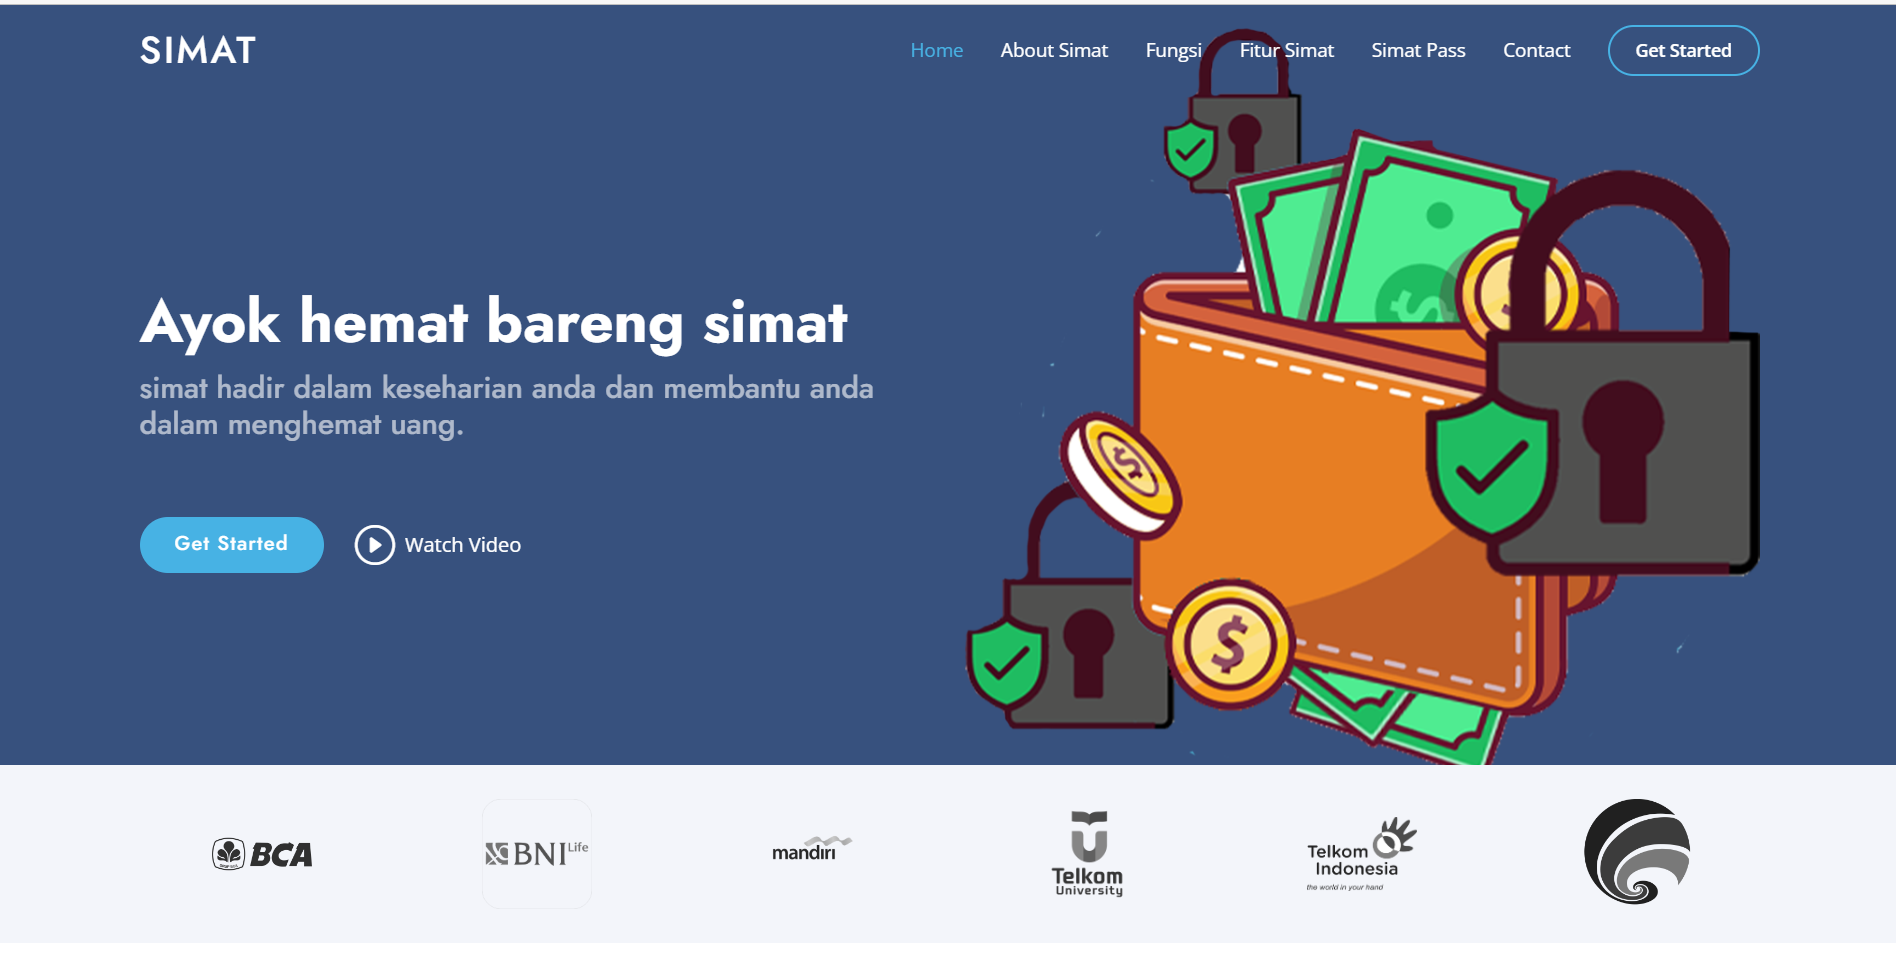 SIMAT
Home About Simat Fungsi Fitur Simat Simat Pass Contact Get Started
Ayok hemat bareng simat
simat hadir dalam keseharian anda dan membantu anda
dalam menghemat uang.
Get Started Watch Video
BCA
BNI Life
mandiri
Telkom
University
Telkom
Indonesia
the world in your hand